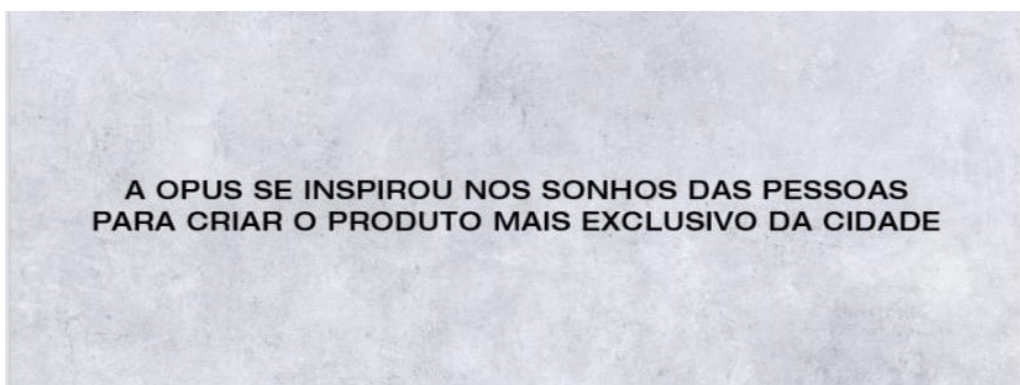 A OPUS SE INSPIROU NOS SONHOS DAS PESSOAS
PARA CRIAR O PRODUTO MAIS EXCLUSIVO DA CIDADE